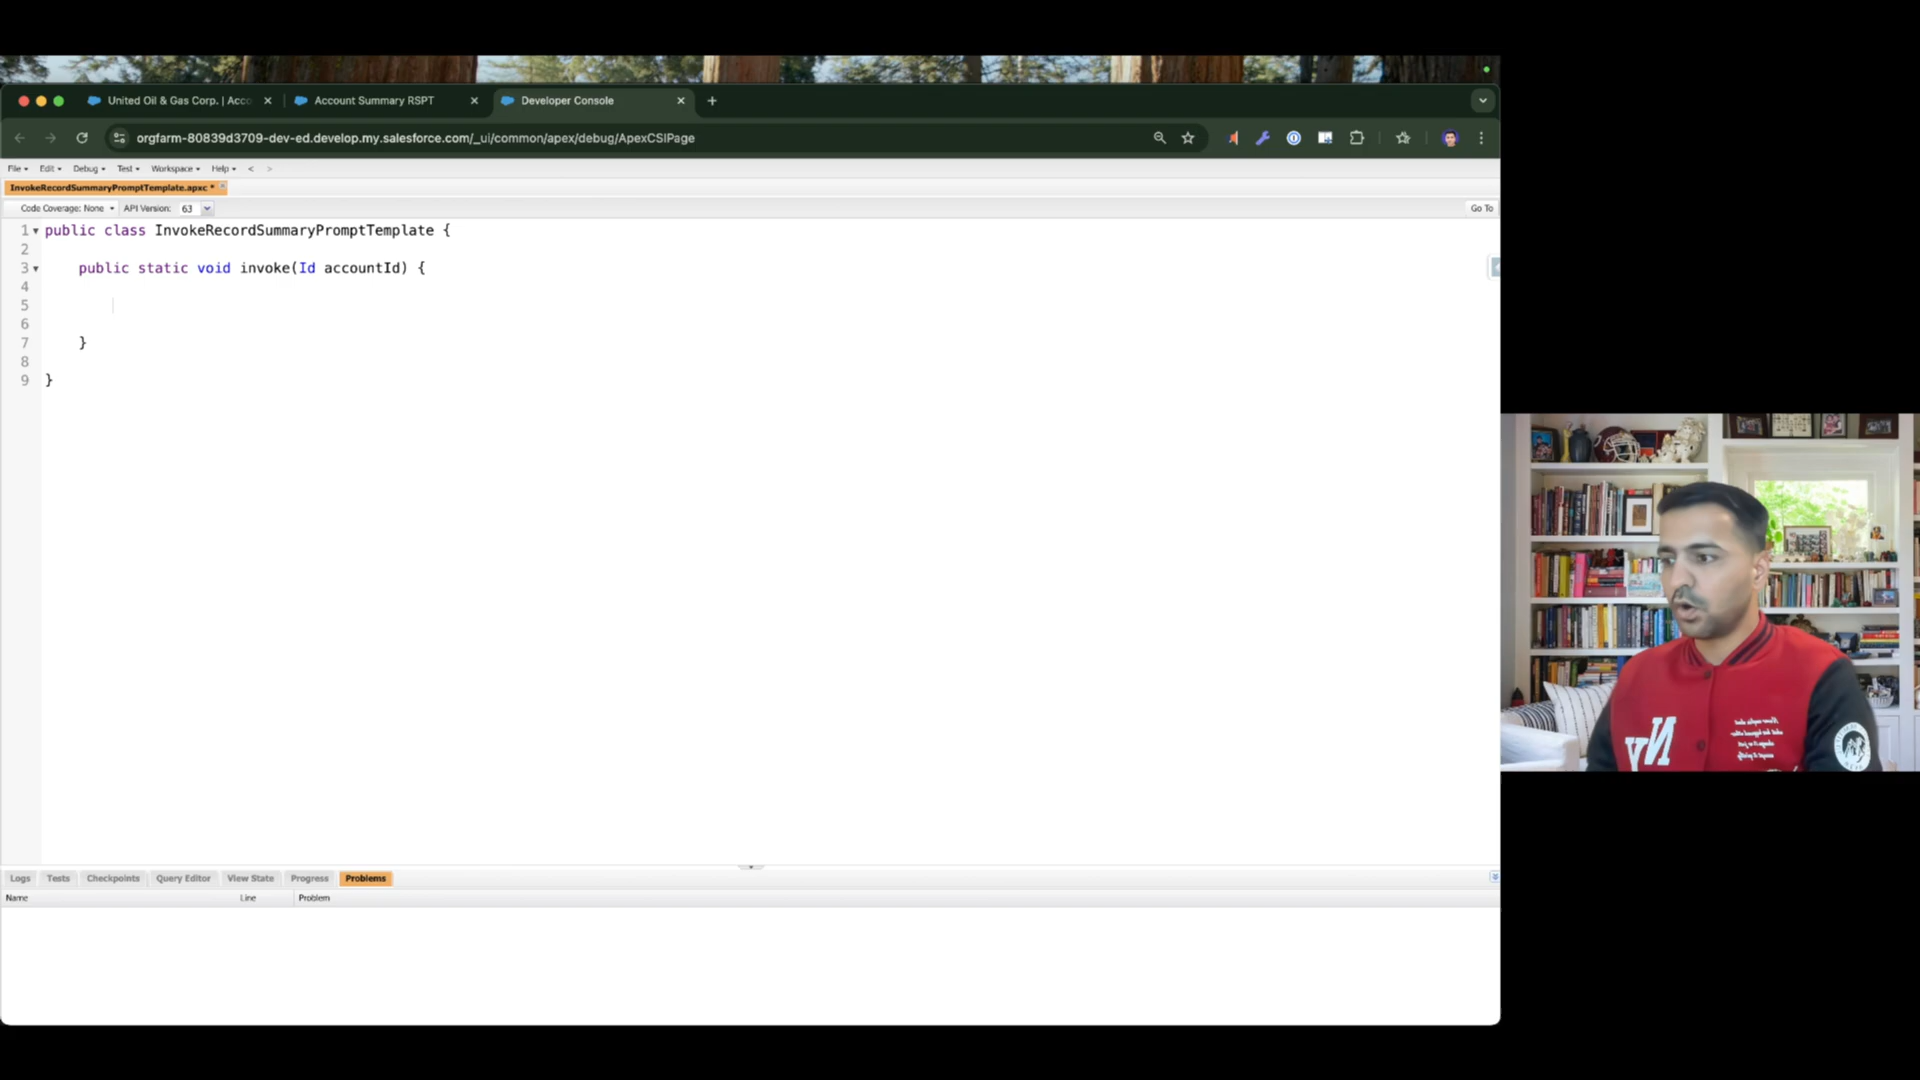 United Oil & Gas Corp. | Acco
Account Summary RSPT
Developer Console
orgfarm-80839d3709-dev-ed.develop.my.salesforce.com/_ui/common/apex/debug/ApexCSIPage
File Edit Debug Test Workspace Help < >
InvokeRecordSummaryPromptTemplate.apxc *
Code Coverage: None API Version: 63 Go To
1 public class InvokeRecordSummaryPromptTemplate {
2
3 public static void invoke(Id accountId) {
4
5
6
7 }
8
9 }
Logs Tests Checkpoints Query Editor View State Progress Problems
Name Line Problem